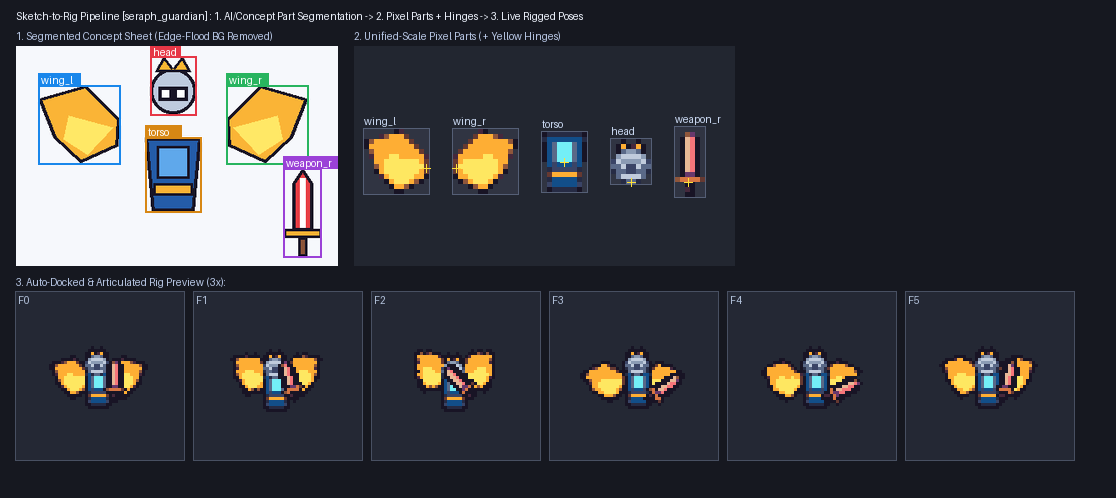 Sketch-to-Rig Pipeline [seraph_guardian] : 1. AI/Concept Part Segmentation -> 2. Pixel Parts + Hinges -> 3. Live Rigged Poses
1. Segmented Concept Sheet (Edge-Flood BG Removed)
2. Unified-Scale Pixel Parts (+ Yellow Hinges)
head
wing_l
wing_r
torso
weapon_r
wing_l
wing_r
torso
head
weapon_r
3. Auto-Docked & Articulated Rig Preview (3x):
F0
F1
F2
F3
F4
F5